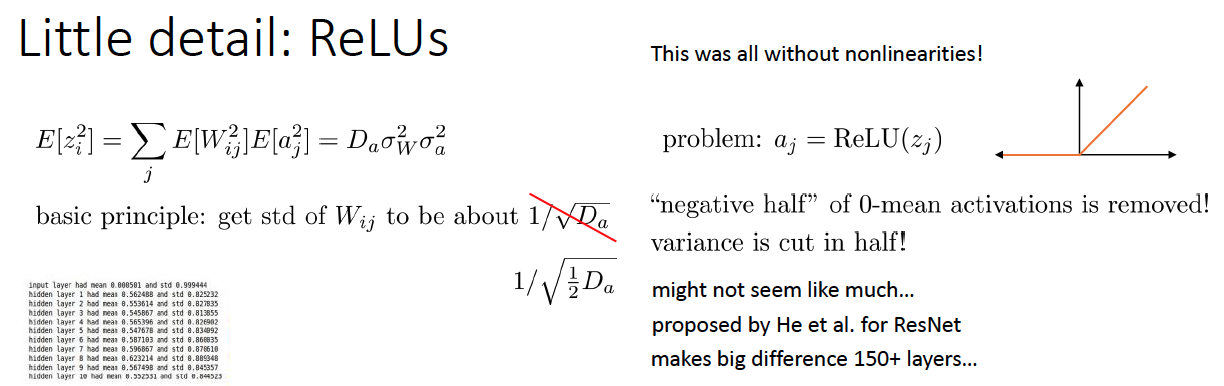 Little detail: ReLUs
E[z_i^2] = \sum_j E[W_{ij}^2]E[a_j^2] = D_a\sigma_W^2\sigma_a^2
basic principle: get std of W_{ij} to be about 1/\sqrt{D_a}
1/\sqrt{\frac{1}{2}D_a}
input layer had mean 0.000501 and std 0.999444
hidden layer 1 had mean 0.562488 and std 0.825232
hidden layer 2 had mean 0.553614 and std 0.827835
hidden layer 3 had mean 0.545867 and std 0.813855
hidden layer 4 had mean 0.565396 and std 0.826902
hidden layer 5 had mean 0.547678 and std 0.834092
hidden layer 6 had mean 0.587103 and std 0.860035
hidden layer 7 had mean 0.596867 and std 0.870610
hidden layer 8 had mean 0.623214 and std 0.889348
hidden layer 9 had mean 0.567498 and std 0.845357
hidden layer 10 had mean 0.552531 and std 0.844523
This was all without nonlinearities!
problem: a_j = ReLU(z_j)
“negative half” of 0-mean activations is removed!
variance is cut in half!
might not seem like much…
proposed by He et al. for ResNet
makes big difference 150+ layers…